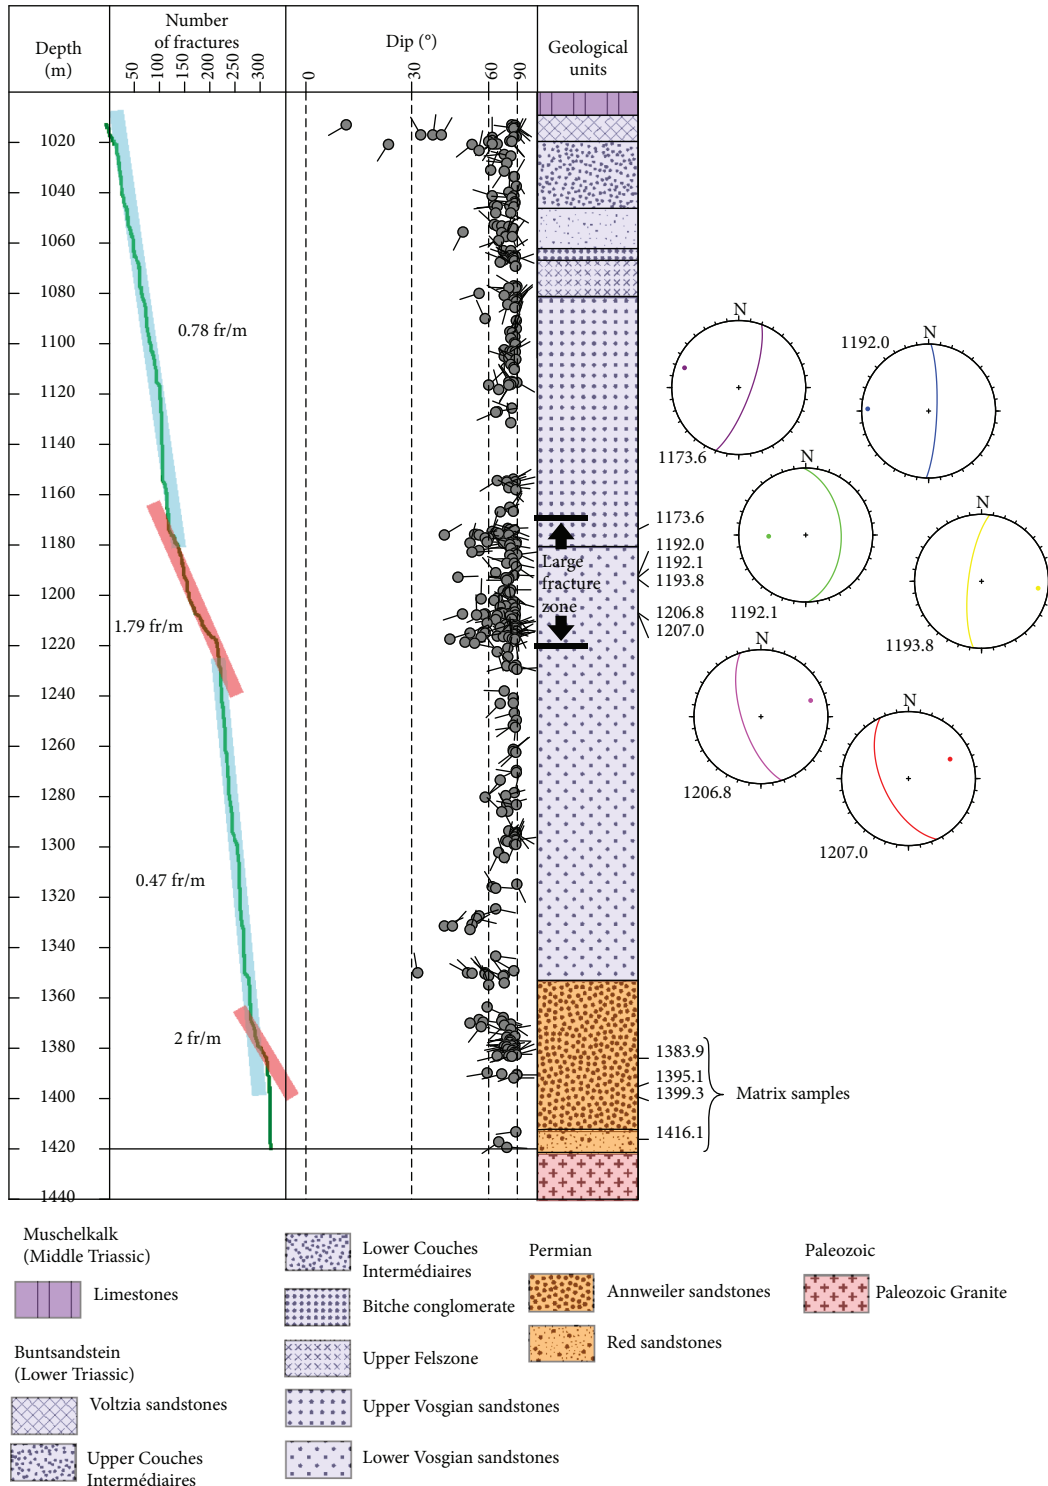 Depth
(m)
Number
of fractures
50
100
150
200
250
300
Dip (°)
0
30
60
90
Geological
units
1020
1040
1060
1080
1100
1120
1140
1160
1180
1200
1220
1240
1260
1280
1300
1320
1340
1360
1380
1400
1420
1440
0.78 fr/m
1.79 fr/m
0.47 fr/m
2 fr/m
Large
fracture
zone
1173.6
1192.0
1192.1
1193.8
1206.8
1207.0
1383.9
1395.1
1399.3
1416.1
Matrix samples
N
1173.6
1192.0
N
N
1192.1
N
1193.8
N
1206.8
N
1207.0
Muschelkalk
(Middle Triassic)
Limestones
Buntsandstein
(Lower Triassic)
Voltzia sandstones
Upper Couches
Intermédiaires
Lower Couches
Intermédiaires
Bitche conglomerate
Upper Felszone
Upper Vosgian sandstones
Lower Vosgian sandstones
Permian
Annweiler sandstones
Red sandstones
Paleozoic
Paleozoic Granite